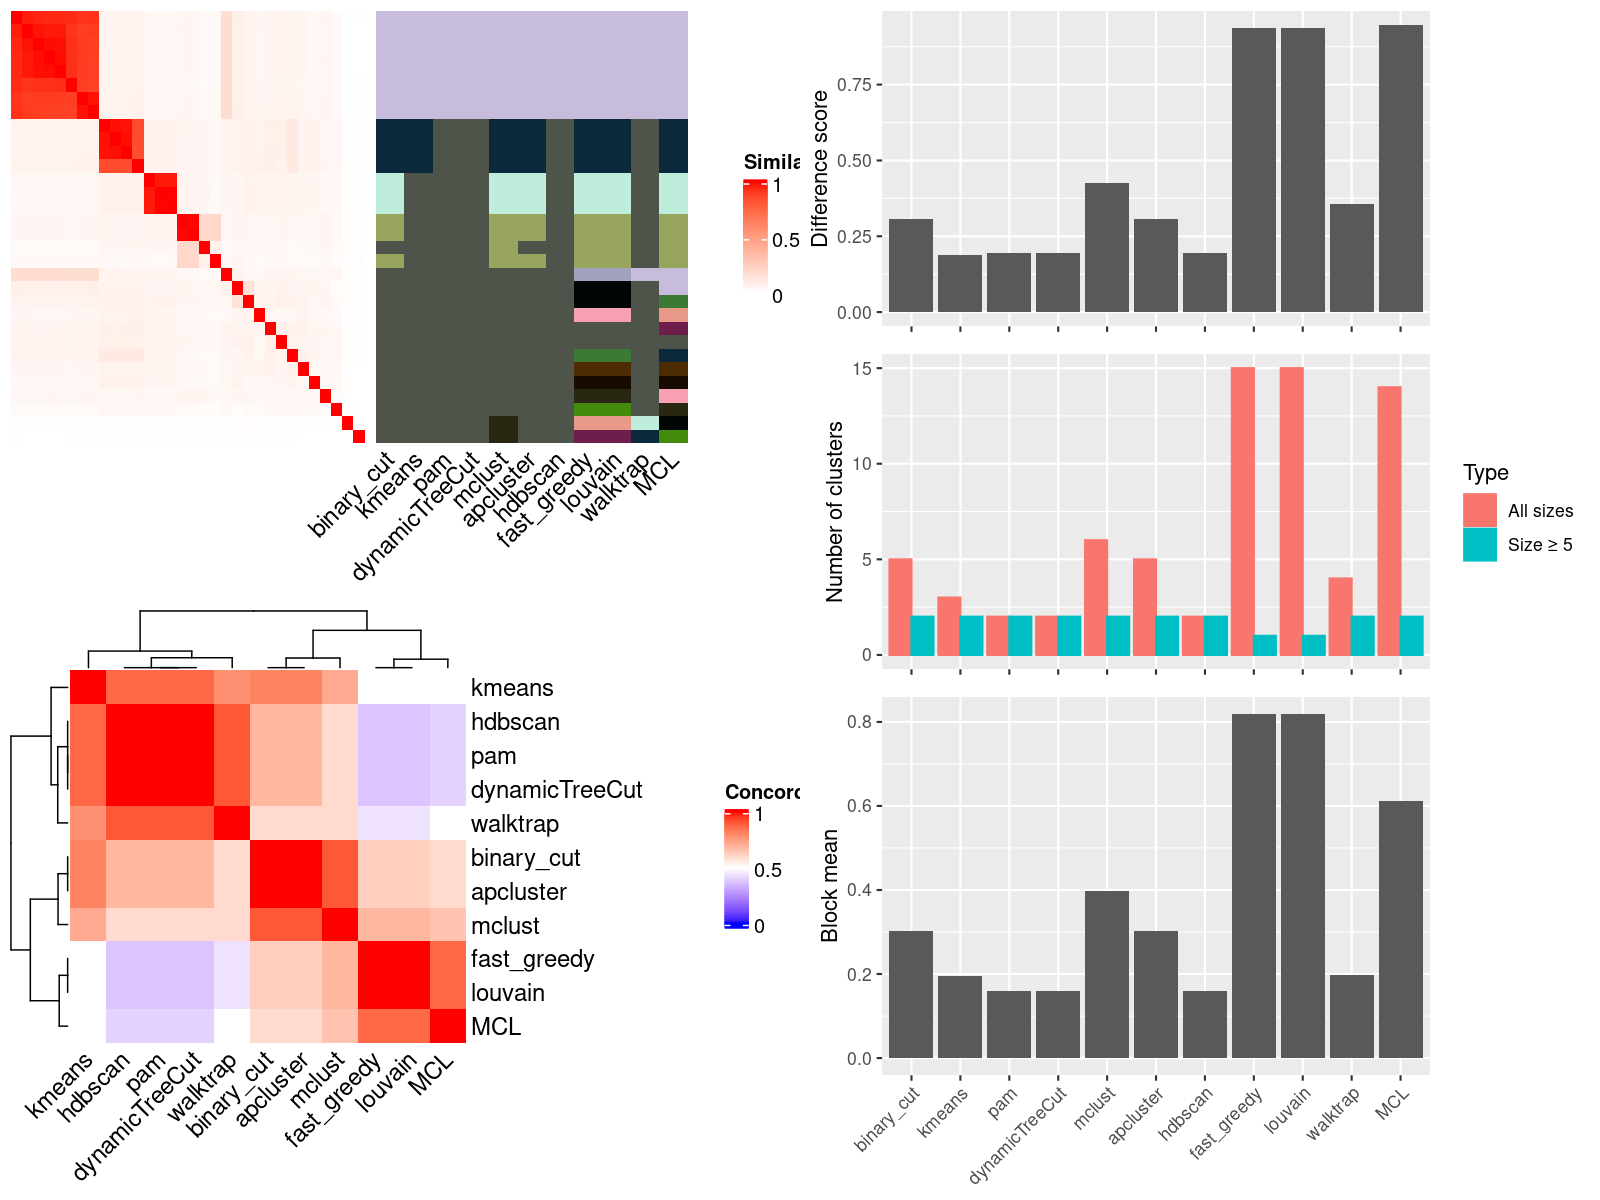 Simila
1
0.5
0
binary_cut
kmeans
pam
dynamicTreeCut
mclust
apcluster
hdbscan
fast_greedy
louvain
walktrap
MCL
kmeans
hdbscan
pam
dynamicTreeCut
walktrap
binary_cut
apcluster
mclust
fast_greedy
louvain
MCL
Concord
1
0.5
0
kmeans
hdbscan
pam
dynamicTreeCut
walktrap
binary_cut
apcluster
mclust
fast_greedy
louvain
MCL
Difference score
0.75
0.50
0.25
0.00
Number of clusters
15
10
5
0
Type
All sizes
Size ≥ 5
Block mean
0.8
0.6
0.4
0.2
0.0
binary_cut
kmeans
pam
dynamicTreeCut
mclust
apcluster
hdbscan
fast_greedy
louvain
walktrap
MCL